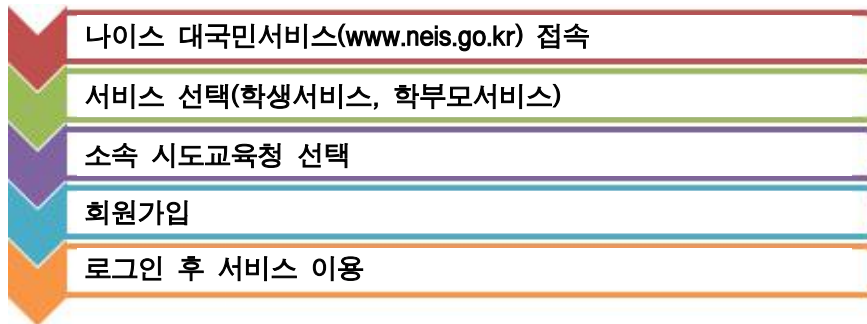 나이스 대국민서비스(www.neis.go.kr) 접속
서비스 선택(학생서비스, 학부모서비스)
소속 시도교육청 선택
회원가입
로그인 후 서비스 이용